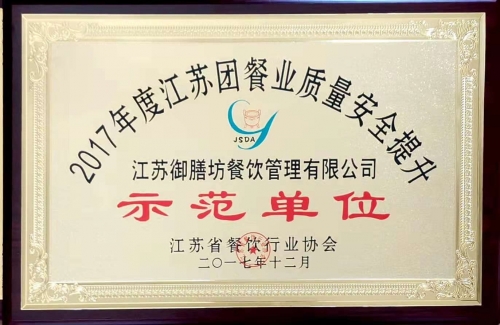 2017年度江苏团餐业质量安全提升
JSDA
江苏御膳坊餐饮管理有限公司
示范单位
江苏省餐饮行业协会
二〇一七年十二月